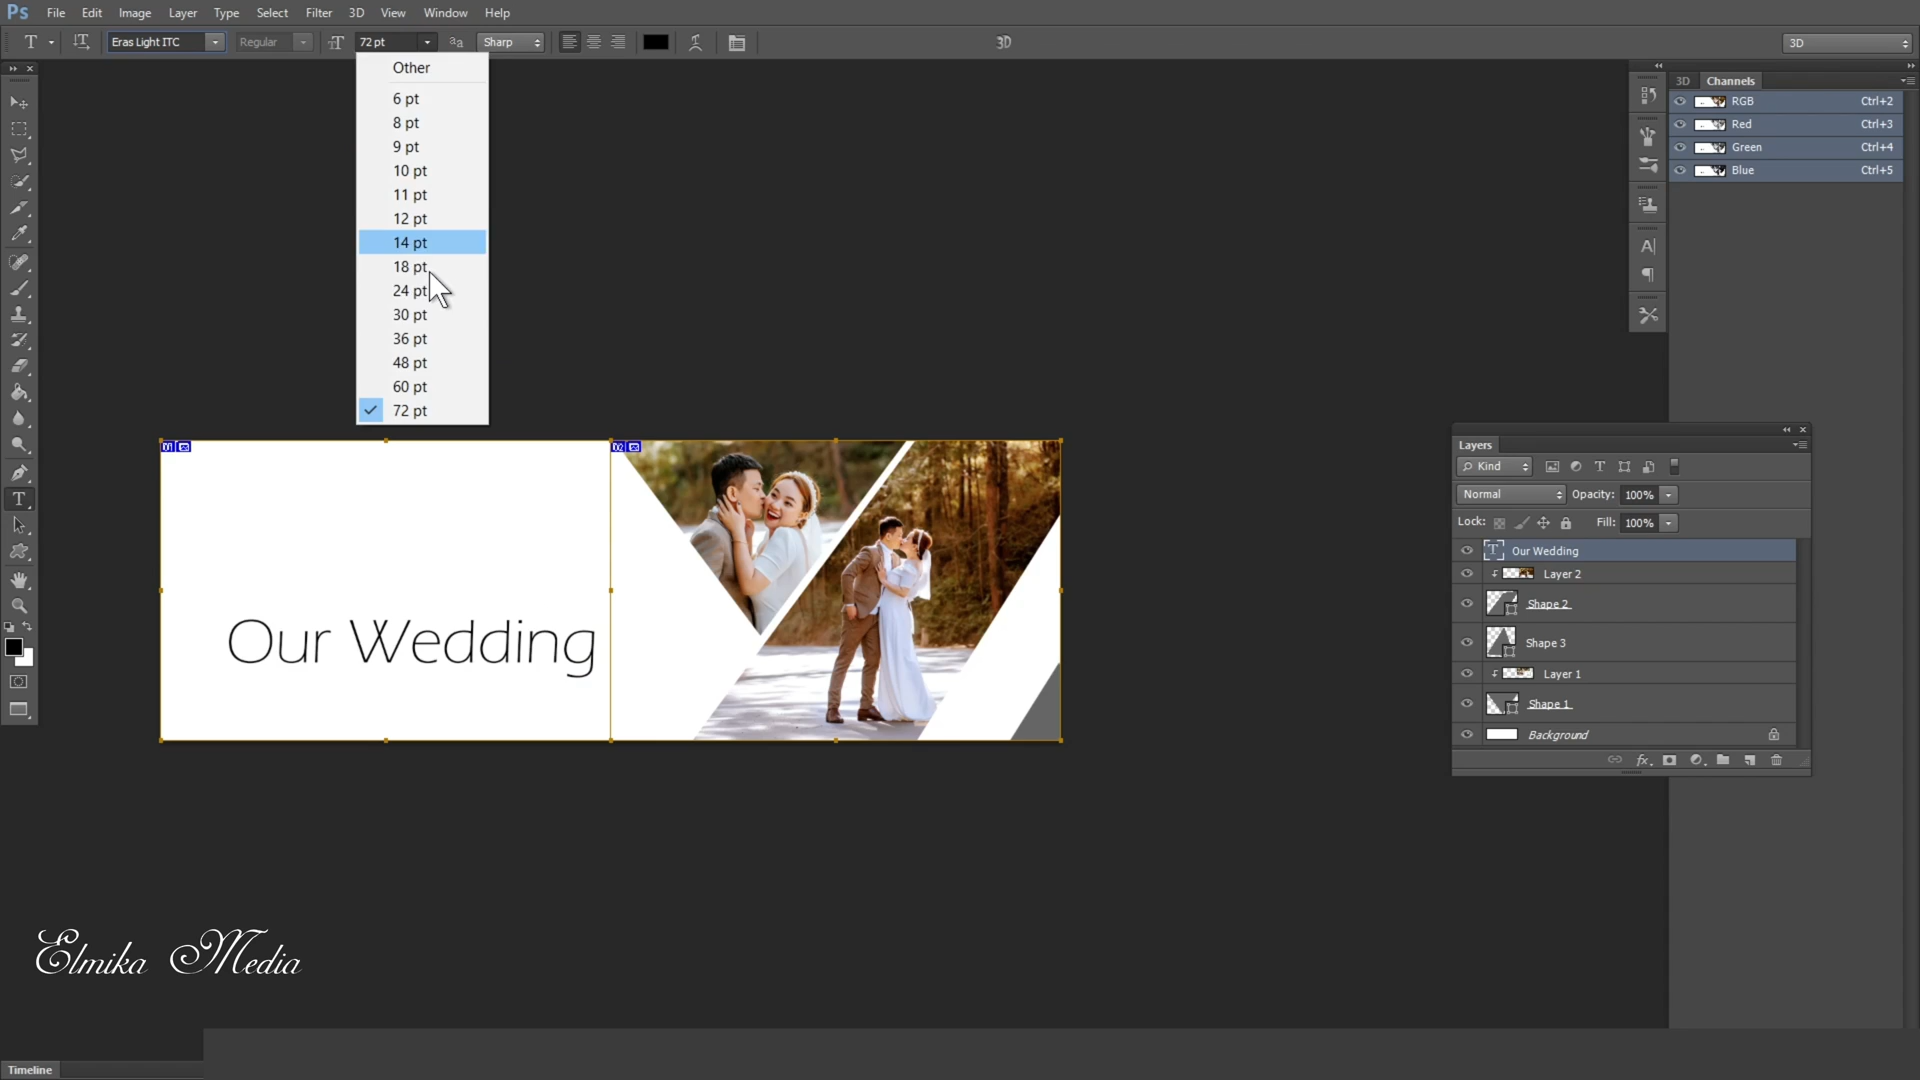 Ps File Edit Image Layer Type Select Filter 3D View Window Help
T Eras Light ITC Regular 72 pt aa Sharp 3D 3D
Other
6 pt
8 pt
9 pt
10 pt
11 pt
12 pt
14 pt
18 pt
24 pt
30 pt
36 pt
48 pt
60 pt
72 pt
3D Channels
RGB Ctrl+2
Red Ctrl+3
Green Ctrl+4
Blue Ctrl+5
01
02
Our Wedding
Layers
Kind
Normal Opacity: 100%
Lock: Fill: 100%
Our Wedding
Layer 2
Shape 2
Shape 3
Layer 1
Shape 1
Background
fx
Elmika Media
Timeline